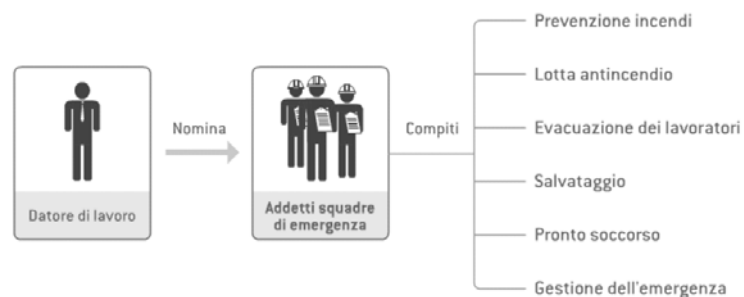 Datore di lavoro
Nomina
Addetti squadre
di emergenza
Compiti
Prevenzione incendi
Lotta antincendio
Evacuazione dei lavoratori
Salvataggio
Pronto soccorso
Gestione dell'emergenza